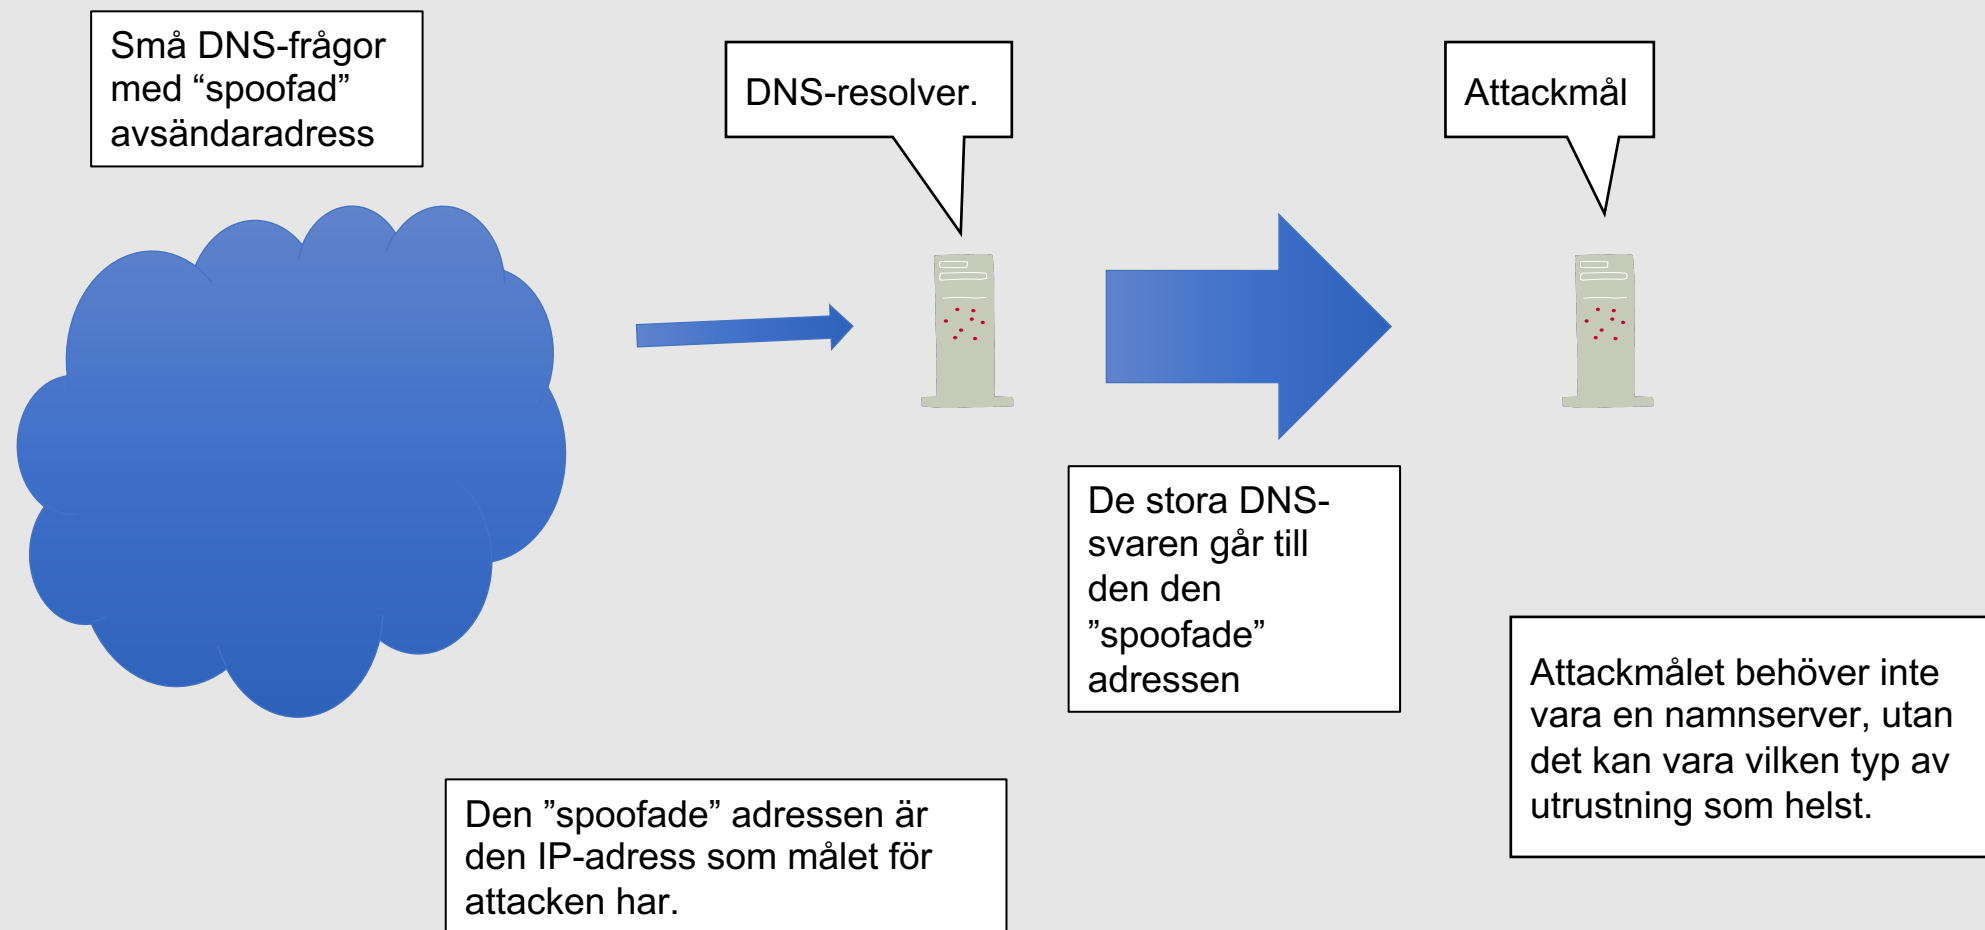 Små DNS-frågor
med “spoofad”
avsändaradress
DNS-resolver.
Attackmål
De stora DNS-
svaren går till
den den
”spoofade”
adressen
Attackmålet behöver inte
vara en namnserver, utan
det kan vara vilken typ av
utrustning som helst.
Den ”spoofade” adressen är
den IP-adress som målet för
attacken har.